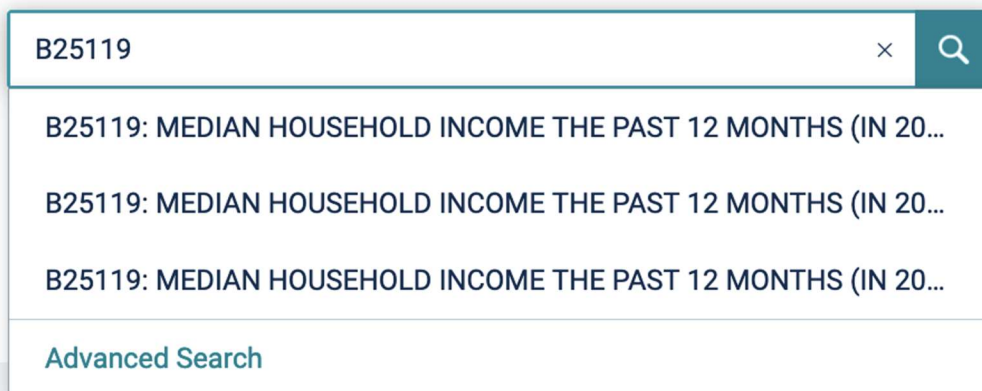 B25119
B25119: MEDIAN HOUSEHOLD INCOME THE PAST 12 MONTHS (IN 20...
B25119: MEDIAN HOUSEHOLD INCOME THE PAST 12 MONTHS (IN 20...
B25119: MEDIAN HOUSEHOLD INCOME THE PAST 12 MONTHS (IN 20...
Advanced Search